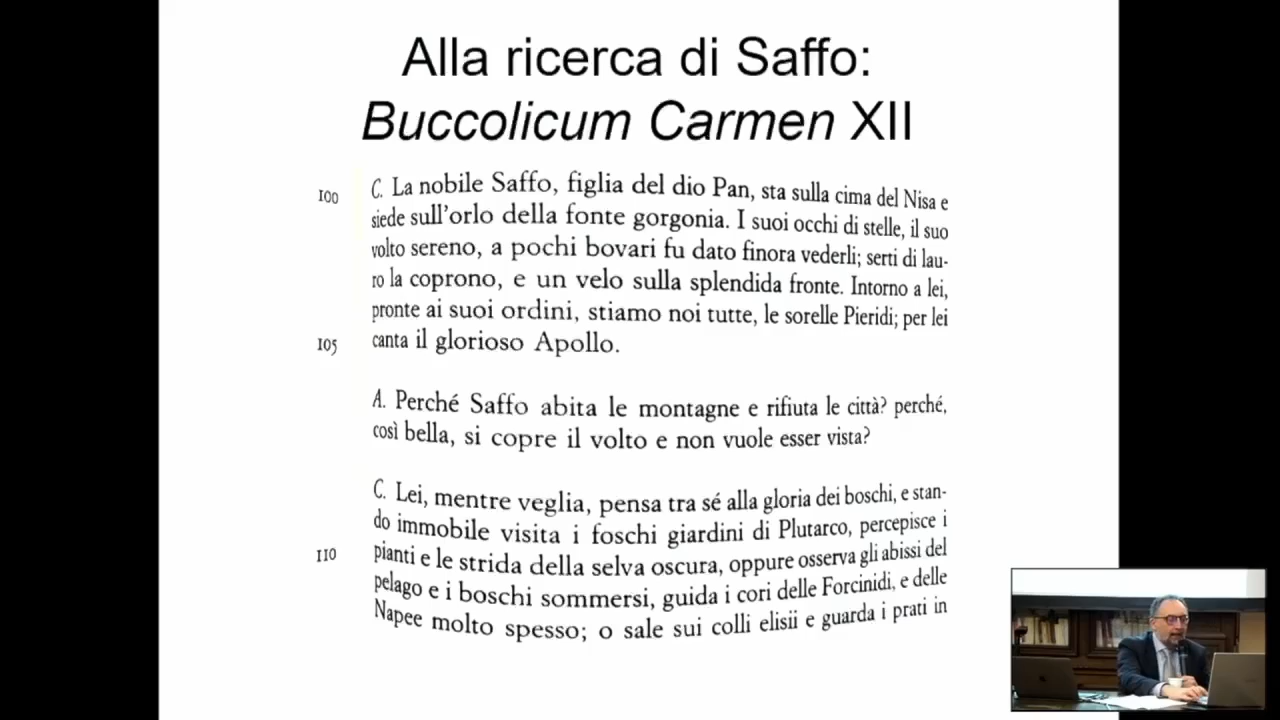 Alla ricerca di Saffo:
Buccolicum Carmen XII
100 C. La nobile Saffo, figlia del dio Pan, sta sulla cima del Nisa e
siede sull'orlo della fonte gorgonia. I suoi occhi di stelle, il suo
volto sereno, a pochi bovari fu dato finora vederli; serti di lau-
ro la coprono, e un velo sulla splendida fronte. Intorno a lei,
pronte ai suoi ordini, stiamo noi tutte, le sorelle Pieridi; per lei
105 canta il glorioso Apollo.
A. Perché Saffo abita le montagne e rifiuta le città? perché,
così bella, si copre il volto e non vuole esser vista?
C. Lei, mentre veglia, pensa tra sé alla gloria dei boschi, e stan-
do immobile visita i foschi giardini di Plutarco, percepisce i
110 pianti e le strida della selva oscura, oppure osserva gli abissi del
pelago e i boschi sommersi, guida i cori delle Forcinidi, e delle
Napee molto spesso; o sale sui colli elisii e guarda i prati in